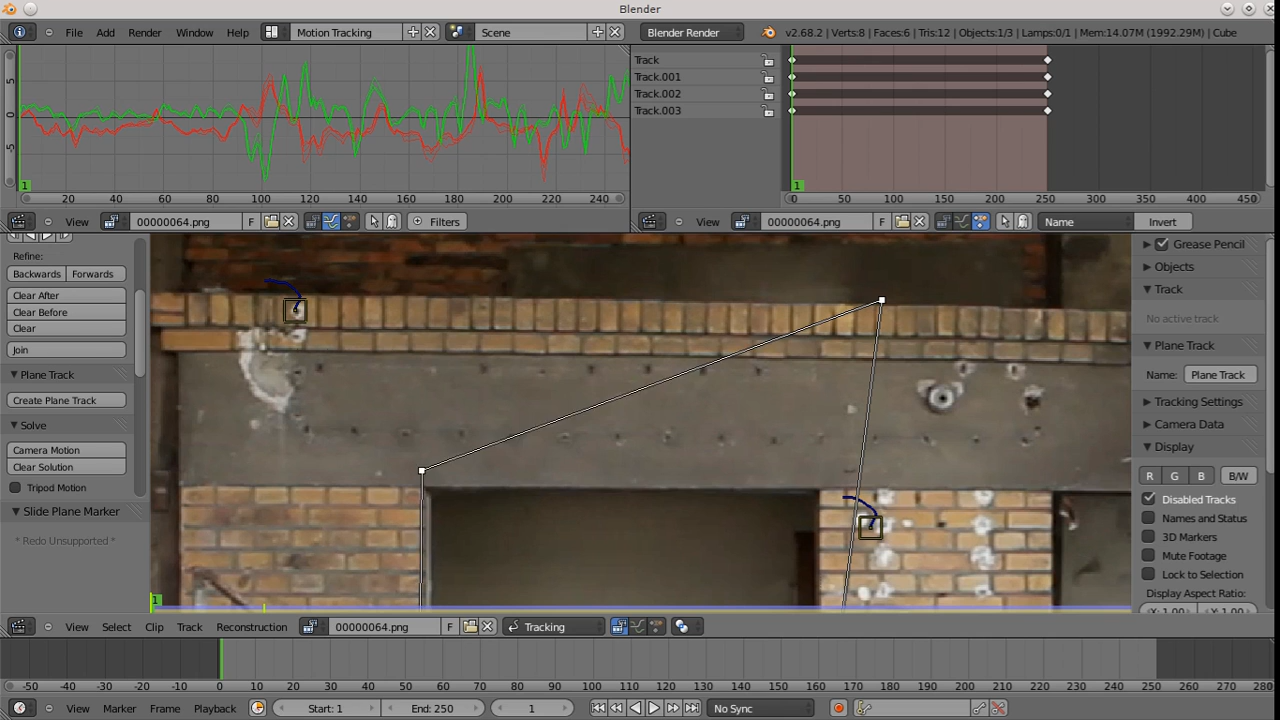 Blender
File Add Render Window Help Motion Tracking Scene Blender Render v2.68.2 | Verts:8 | Faces:6 | Tris:12 | Objects:1/3 | Lamps:0/1 | Mem:14.07M (1992.29M) | Cube
5
0
-5
1
20 40 60 80 100 120 140 160 180 200 220 240
View 00000064.png F Filters
Track
Track.001
Track.002
Track.003
1
0 50 100 150 200 250 300 350 400 450
View 00000064.png F Name Invert
Refine:
Backwards Forwards
Clear After
Clear Before
Clear
Join
Plane Track
Create Plane Track
Solve
Camera Motion
Clear Solution
Tripod Motion
Slide Plane Marker
* Redo Unsupported *
1
Grease Pencil
Objects
Track
No active track
Plane Track
Name: Plane Track
Tracking Settings
Camera Data
Display
R G B B/W
Disabled Tracks
Names and Status
3D Markers
Mute Footage
Lock to Selection
Display Aspect Ratio:
X: 1.00 Y: 1.00
View Select Clip Track Reconstruction 00000064.png F Tracking
-50 -40 -30 -20 -10 0 10 20 30 40 50 60 70 80 90 100 110 120 130 140 150 160 170 180 190 200 210 220 230 240 250 260 270 280
View Marker Frame Playback Start: 1 End: 250 1 No Sync